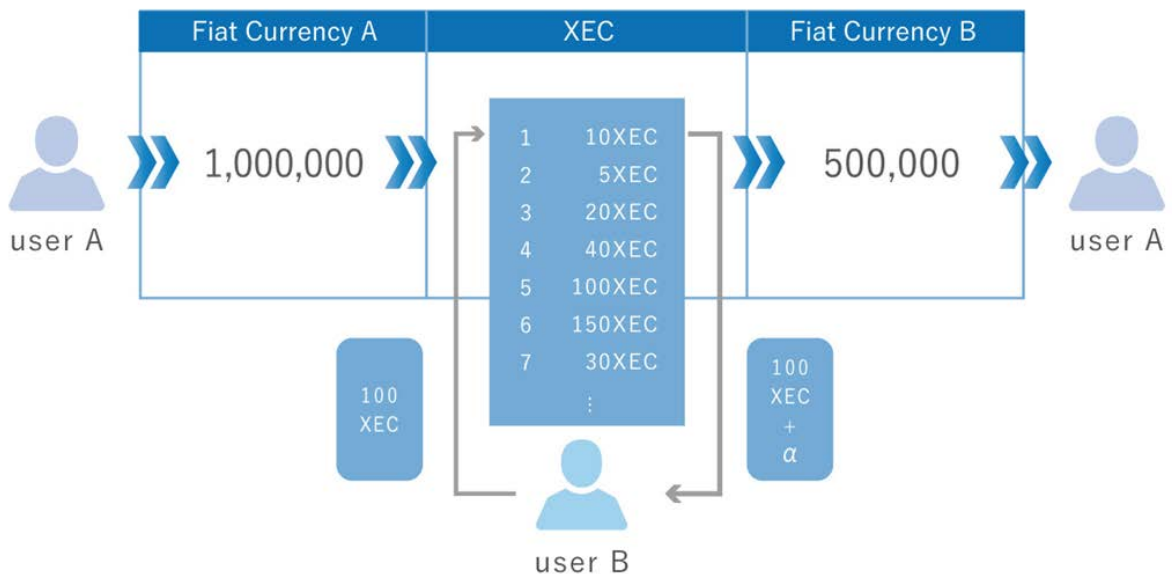 Fiat Currency A
XEC
Fiat Currency B
1,000,000
500,000
user A
user A
1 10XEC
2 5XEC
3 20XEC
4 40XEC
5 100XEC
6 150XEC
7 30XEC
⋮
100
XEC
100
XEC
+
α
user B